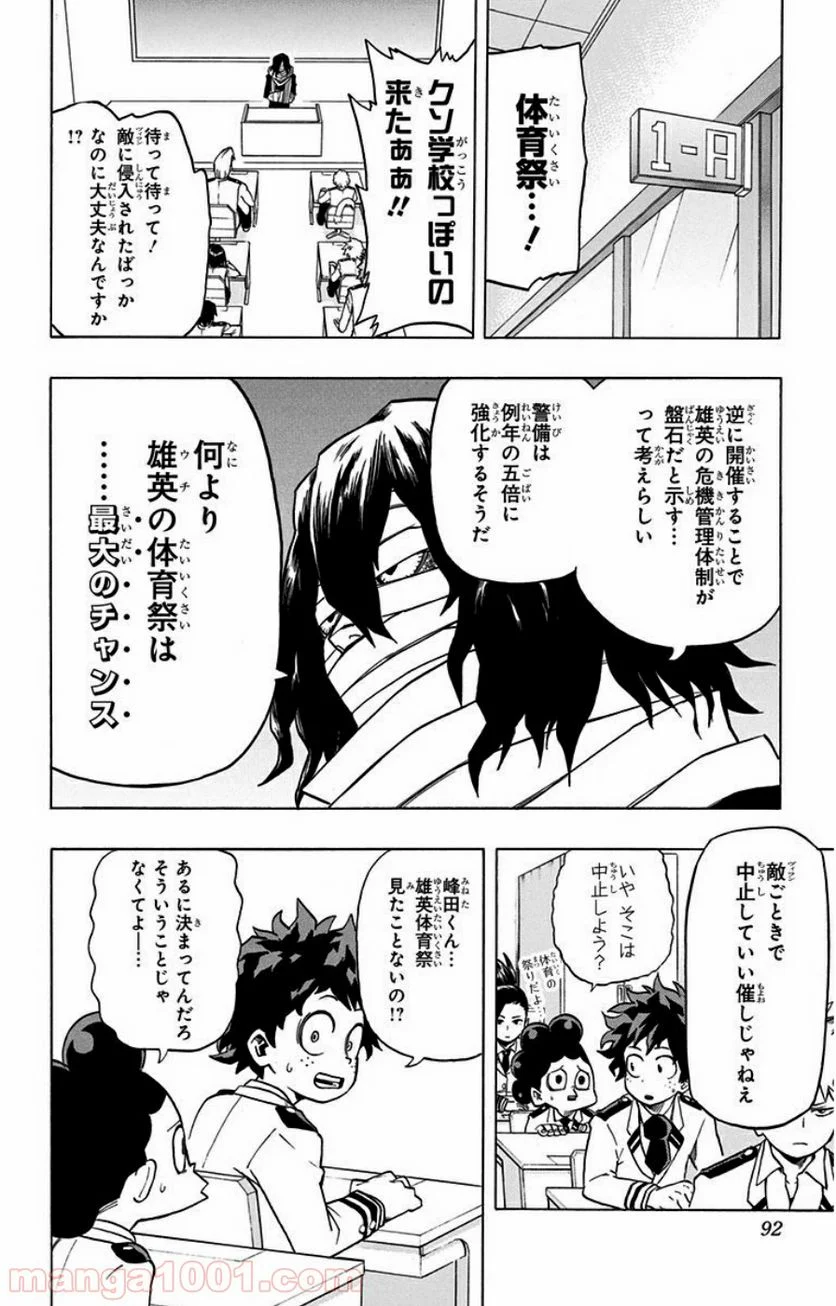 1-A
体育祭…！
クソ学校っぽいの
来たぁぁ!!
待って待って！
敵に侵入されたばっか
なのに大丈夫なんですか
!?
逆に開催することで
雄英の危機管理体制が
盤石だと示す…
って考えらしい
警備は
例年の五倍に
強化するそうだ
何より
雄英の体育祭は
……最大のチャンス
敵ごときで
中止していい催しじゃねえ
いや そこは
中止しよう？
体育の
祭りだよ…
峰田くん…
雄英体育祭
見たことないの!?
あるに決まってんだろ
そういうことじゃ
なくてよ――…
92
manga1001.com